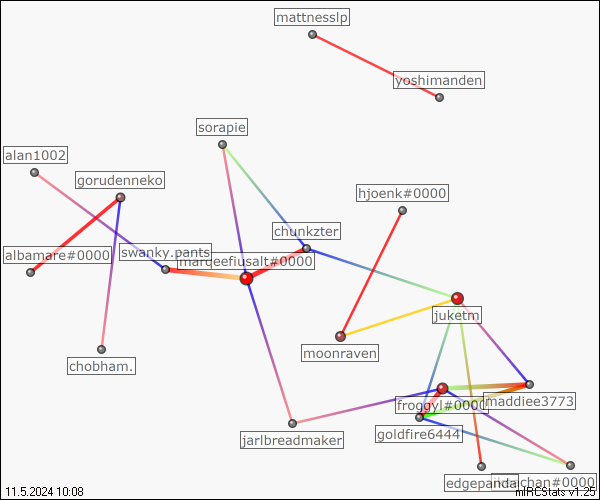 mattnesslp
yoshimanden
sorapie
alan1002
gorudenneko
hjoenk#0000
chunkzter
swanky.pants
marqeefiusalt#0000
albamare#0000
juketm
moonraven
chobham.
froggyl#0000
maddiee3773
goldfire6444
jarlbreadmaker
edgepanda
chan#0000
11.5.2024 10:08
mIRCStats v1.25